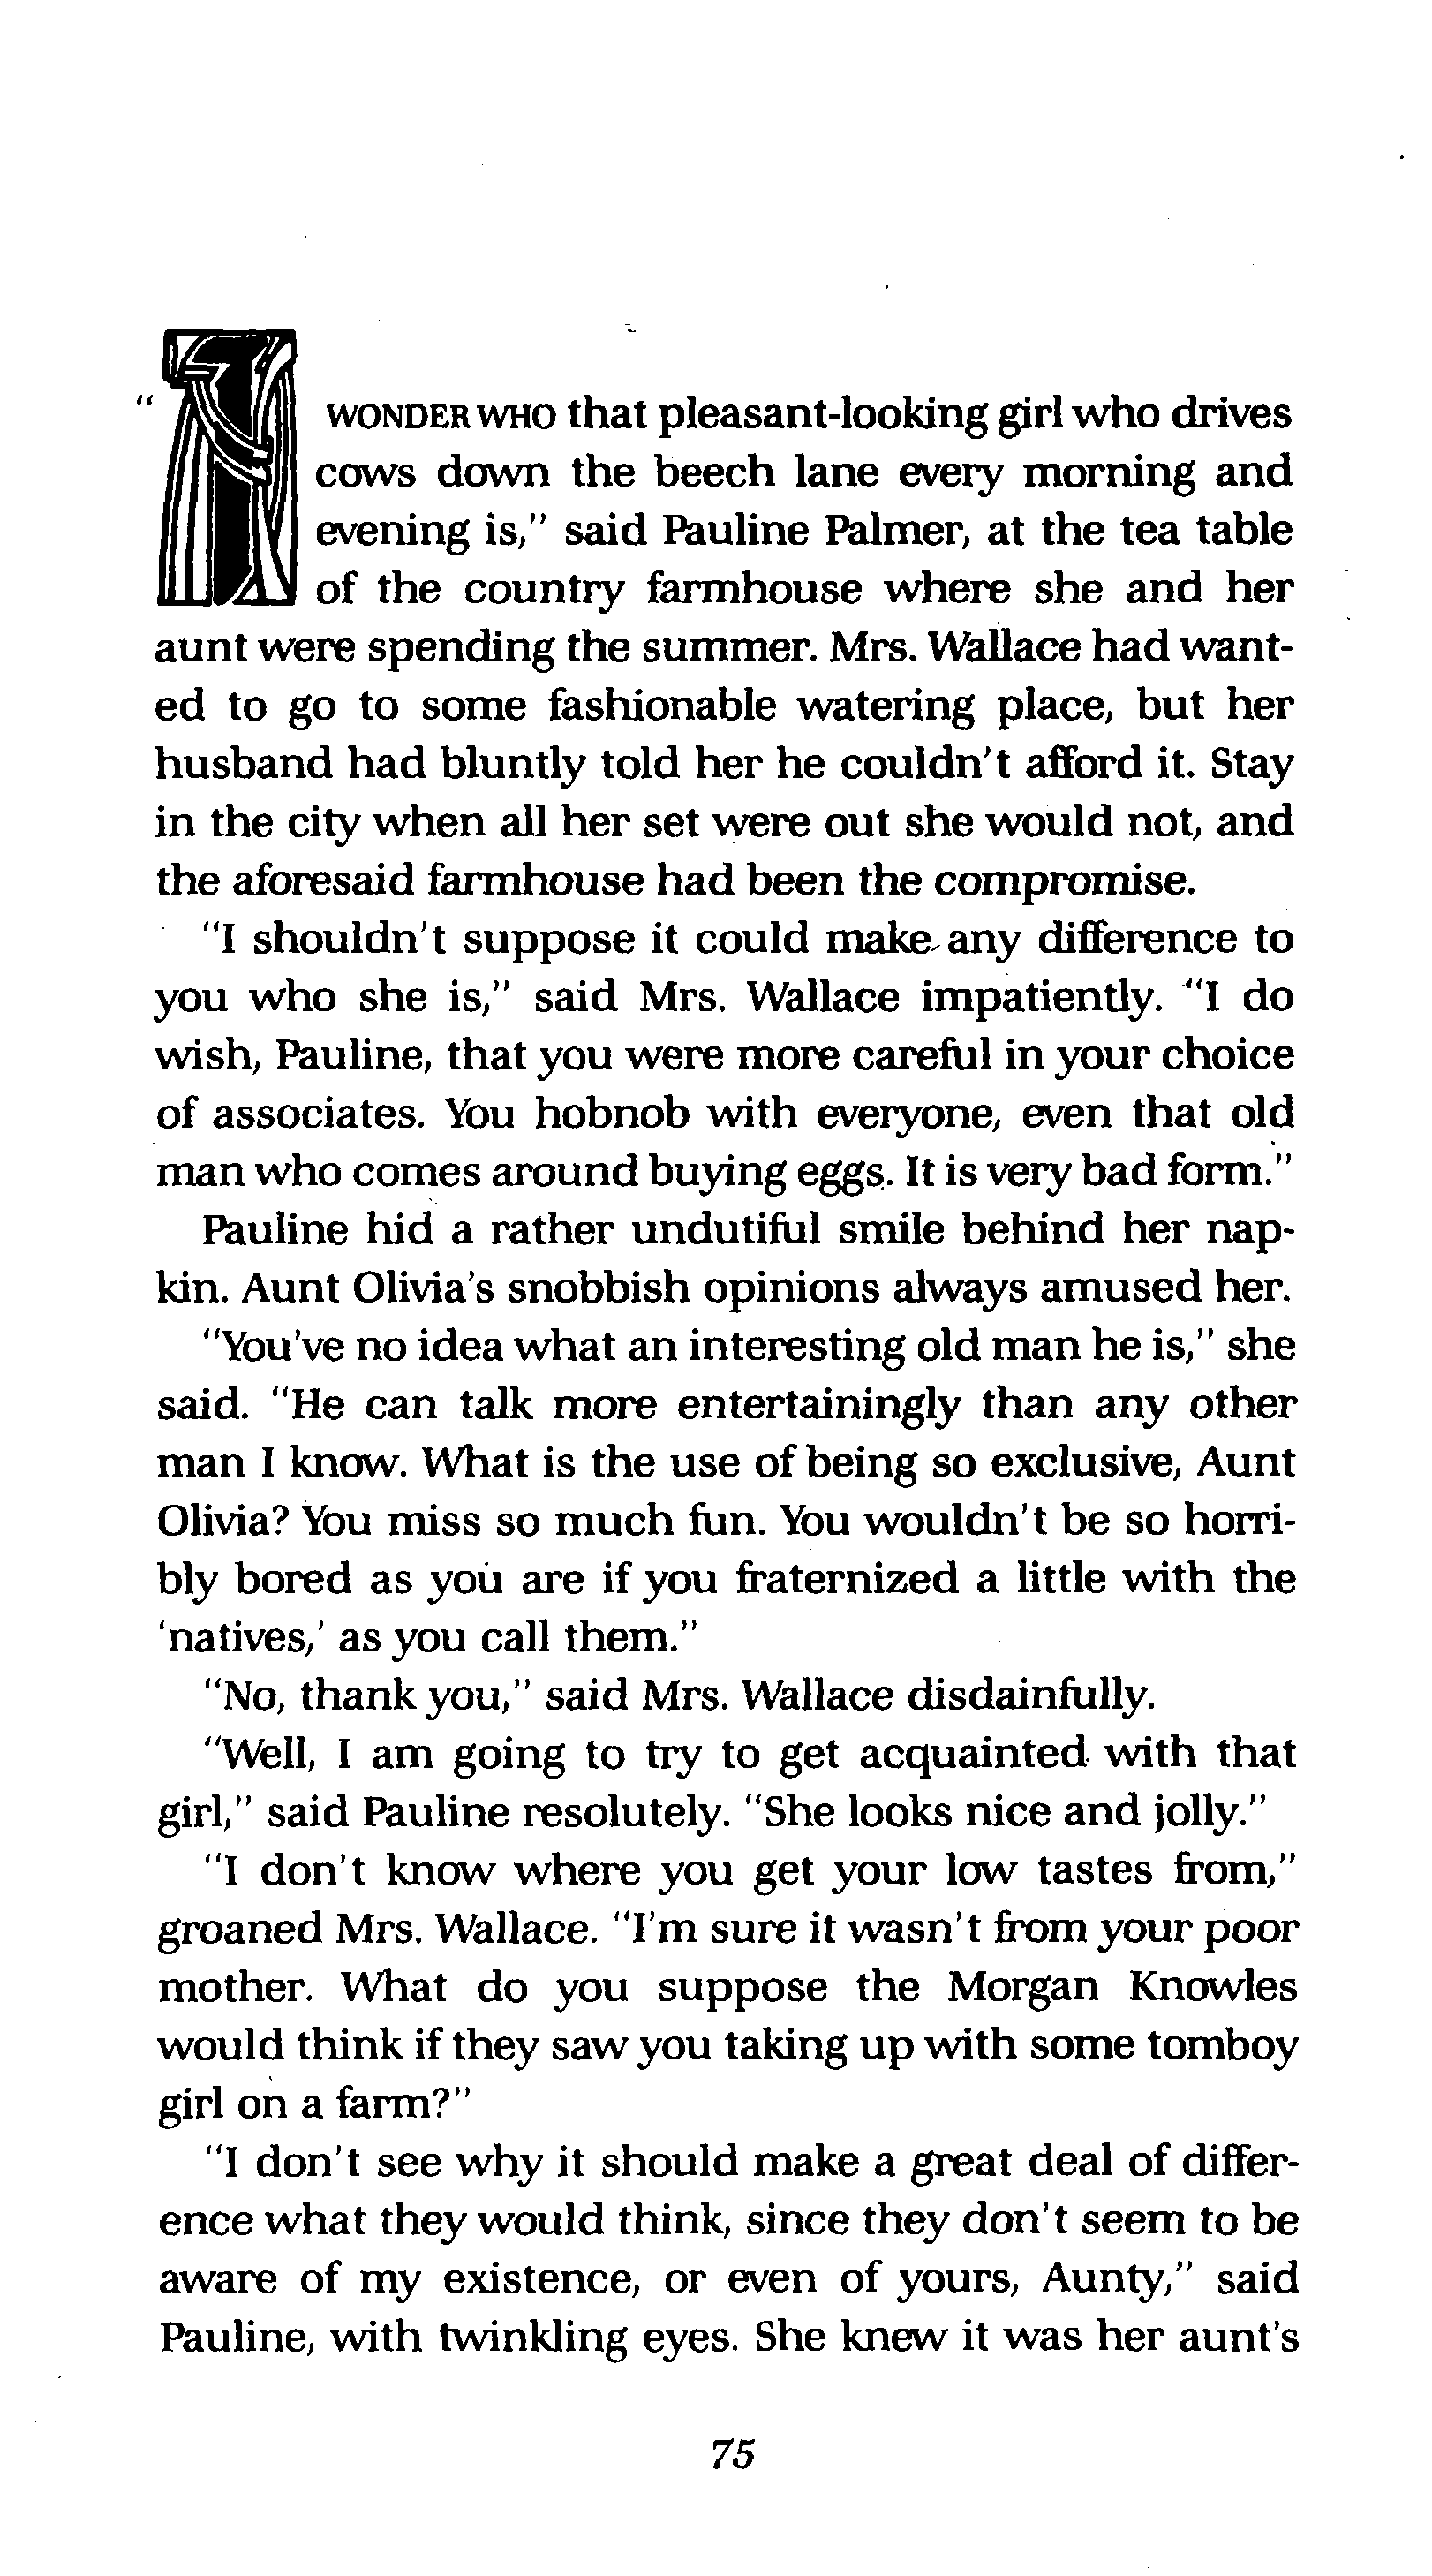 "I WONDER WHO that pleasant-looking girl who drives
cows down the beech lane every morning and
evening is," said Pauline Palmer, at the tea table
of the country farmhouse where she and her
aunt were spending the summer. Mrs. Wallace had want-
ed to go to some fashionable watering place, but her
husband had bluntly told her he couldn't afford it. Stay
in the city when all her set were out she would not, and
the aforesaid farmhouse had been the compromise.
"I shouldn't suppose it could make any difference to
you who she is," said Mrs. Wallace impatiently. "I do
wish, Pauline, that you were more careful in your choice
of associates. You hobnob with everyone, even that old
man who comes around buying eggs. It is very bad form."
Pauline hid a rather undutiful smile behind her nap-
kin. Aunt Olivia's snobbish opinions always amused her.
"You've no idea what an interesting old man he is," she
said. "He can talk more entertainingly than any other
man I know. What is the use of being so exclusive, Aunt
Olivia? You miss so much fun. You wouldn't be so horri-
bly bored as you are if you fraternized a little with the
'natives,' as you call them."
"No, thank you," said Mrs. Wallace disdainfully.
"Well, I am going to try to get acquainted with that
girl," said Pauline resolutely. "She looks nice and jolly."
"I don't know where you get your low tastes from,"
groaned Mrs. Wallace. "I'm sure it wasn't from your poor
mother. What do you suppose the Morgan Knowles
would think if they saw you taking up with some tomboy
girl on a farm?"
"I don't see why it should make a great deal of differ-
ence what they would think, since they don't seem to be
aware of my existence, or even of yours, Aunty," said
Pauline, with twinkling eyes. She knew it was her aunt's
75